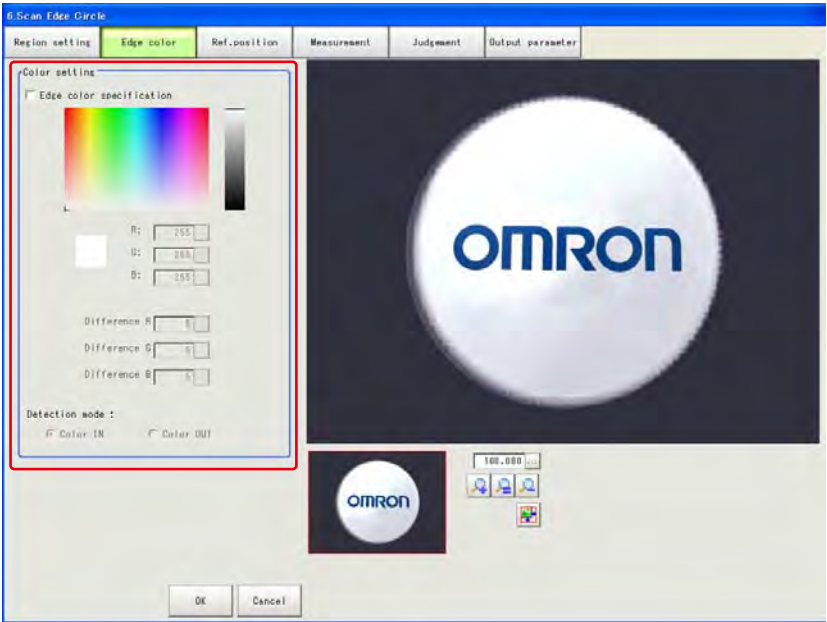 6.Scan Edge Circle
Region setting Edge color Ref.position Measurement Judgement Output parameter
Color setting
Edge color specification
R: 255
G: 255
B: 255
Difference R 5
Difference G 5
Difference B 5
Detection mode :
Color IN Color OUT
OMRON
100.000 ...
OMRON
OK Cancel